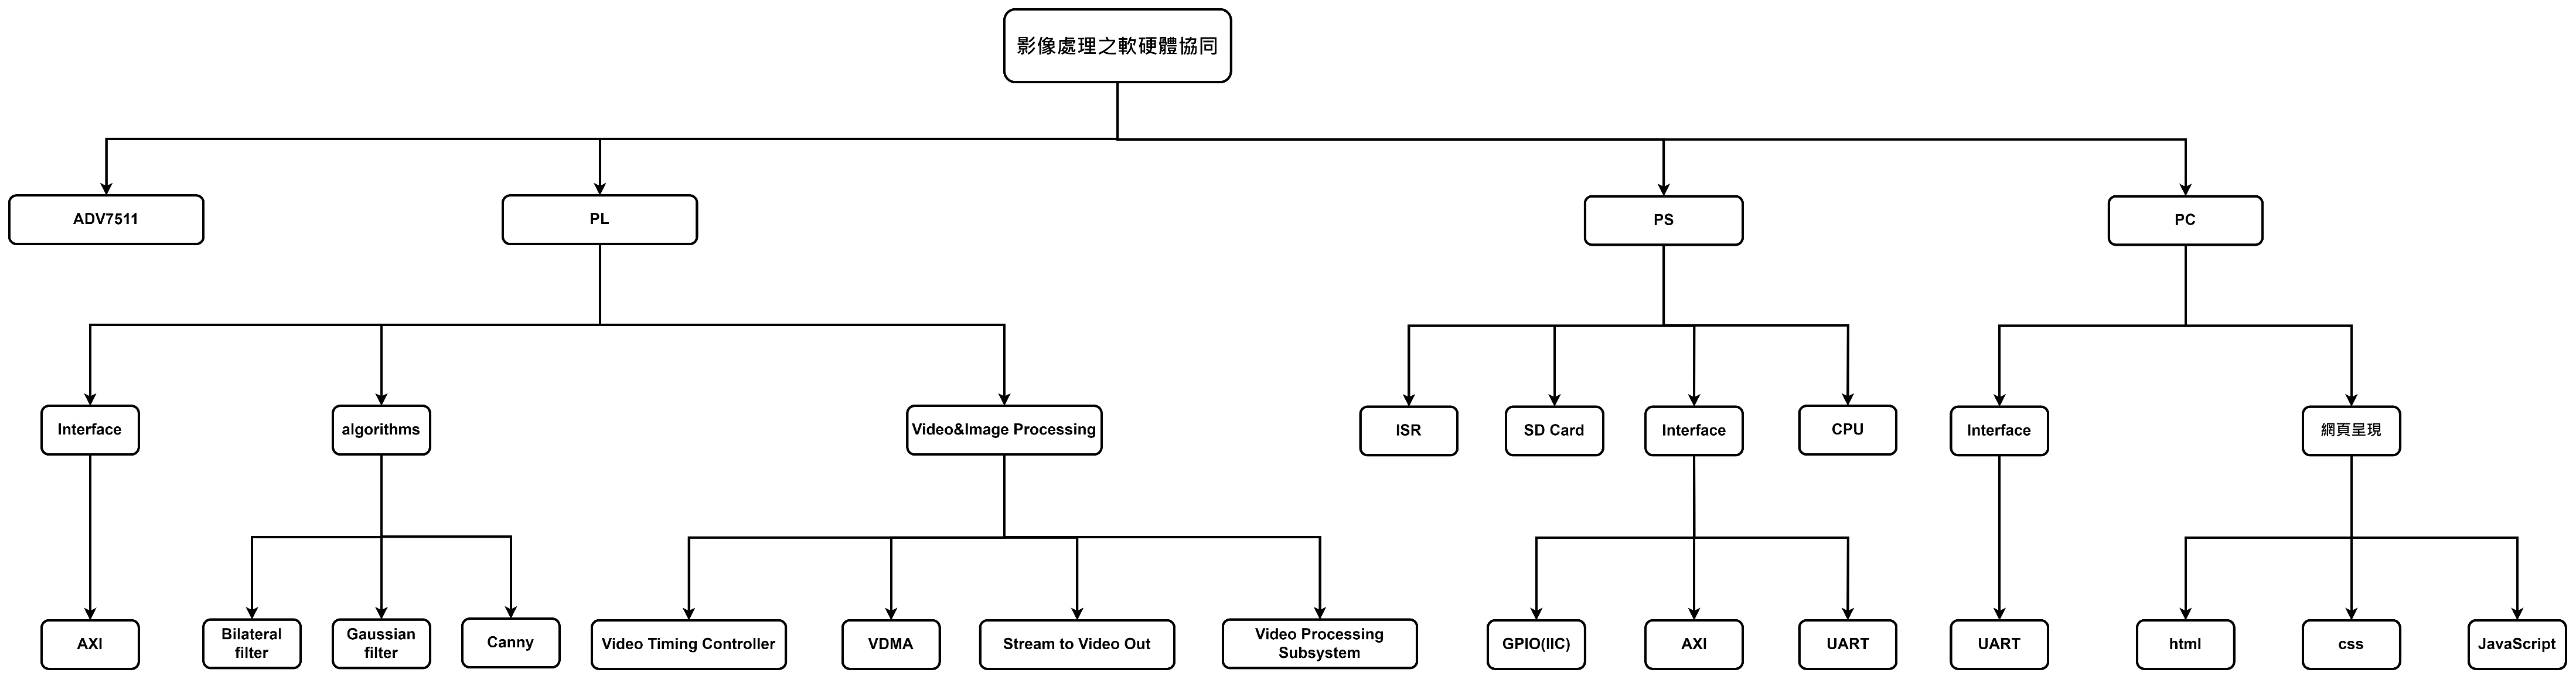 影像處理之軟硬體協同
ADV7511
PL
PS
PC
Interface
algorithms
Video&Image Processing
ISR
SD Card
Interface
CPU
Interface
網頁呈現
AXI
Bilateral
filter
Gaussian
filter
Canny
Video Timing Controller
VDMA
Stream to Video Out
Video Processing
Subsystem
GPIO(IIC)
AXI
UART
UART
html
css
JavaScript